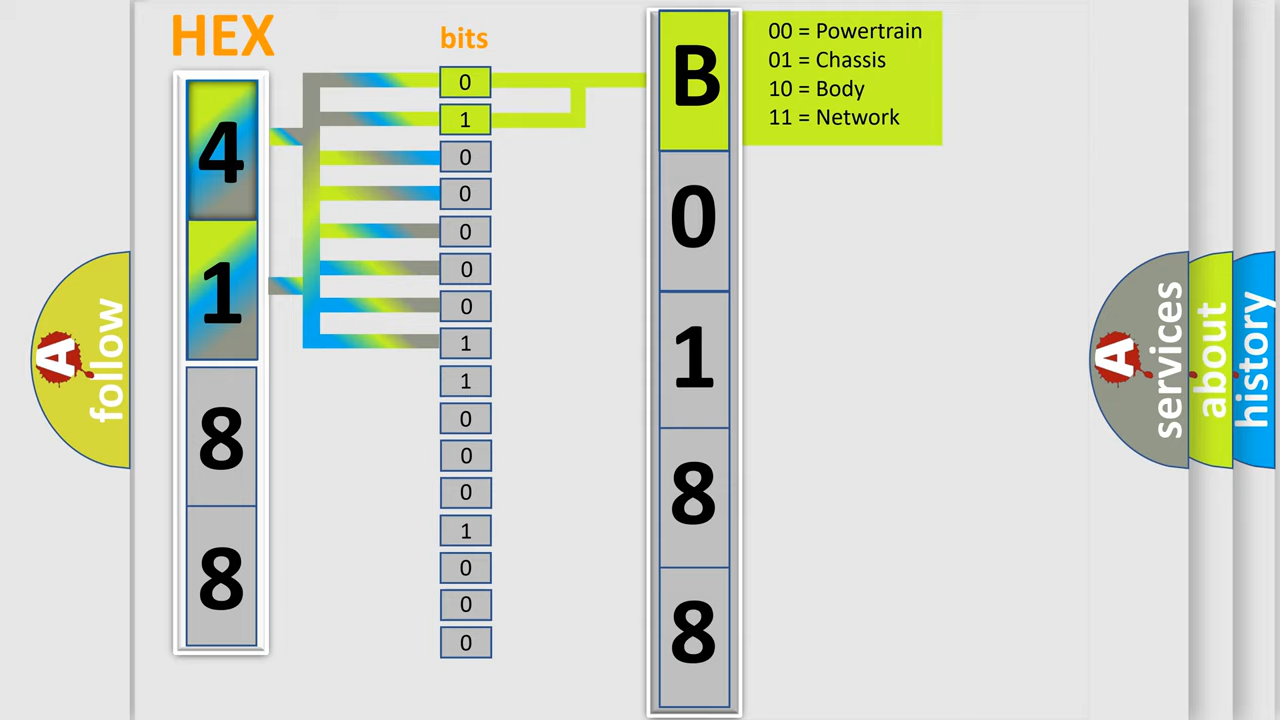 HEX
bits
4
1
8
8
0
1
0
0
0
0
0
1
1
0
0
0
1
0
0
0
B
0
1
8
8
00 = Powertrain
01 = Chassis
10 = Body
11 = Network
A
follow
A
services
about
history